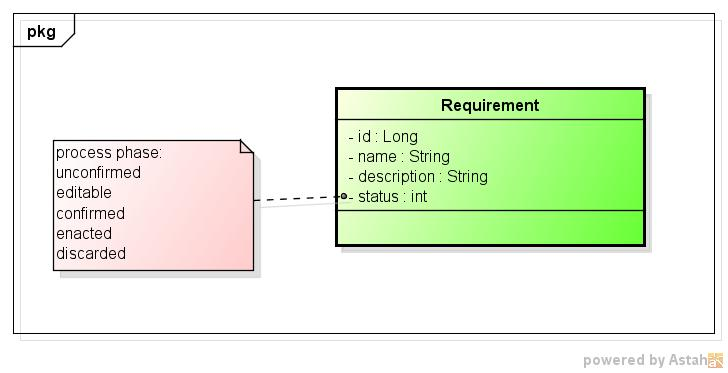 pkg
Requirement
- id : Long
- name : String
- description : String
- status : int
process phase:
unconfirmed
editable
confirmed
enacted
discarded
powered by Astah